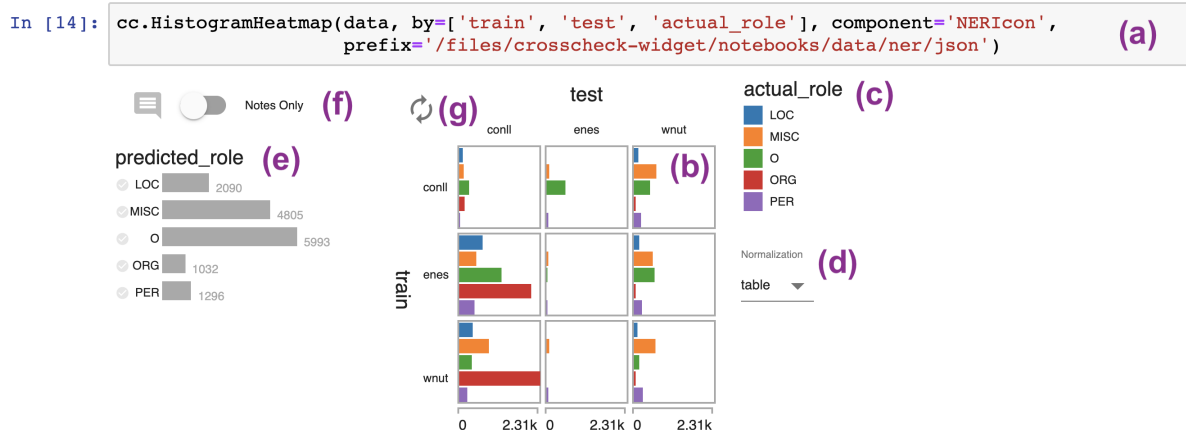 In [14]: cc.HistogramHeatmap(data, by=['train', 'test', 'actual_role'], component='NERIcon',
prefix='/files/crosscheck-widget/notebooks/data/ner/json')
(a)
Notes Only (f)
(g)
test
actual_role (c)
LOC
MISC
O
ORG
PER
conll enes wnut
predicted_role (e)
LOC 2090
MISC 4805
O 5993
ORG 1032
PER 1296
(b)
train
conll
enes
wnut
Normalization
(d)
table
0 2.31k 0 2.31k 0 2.31k